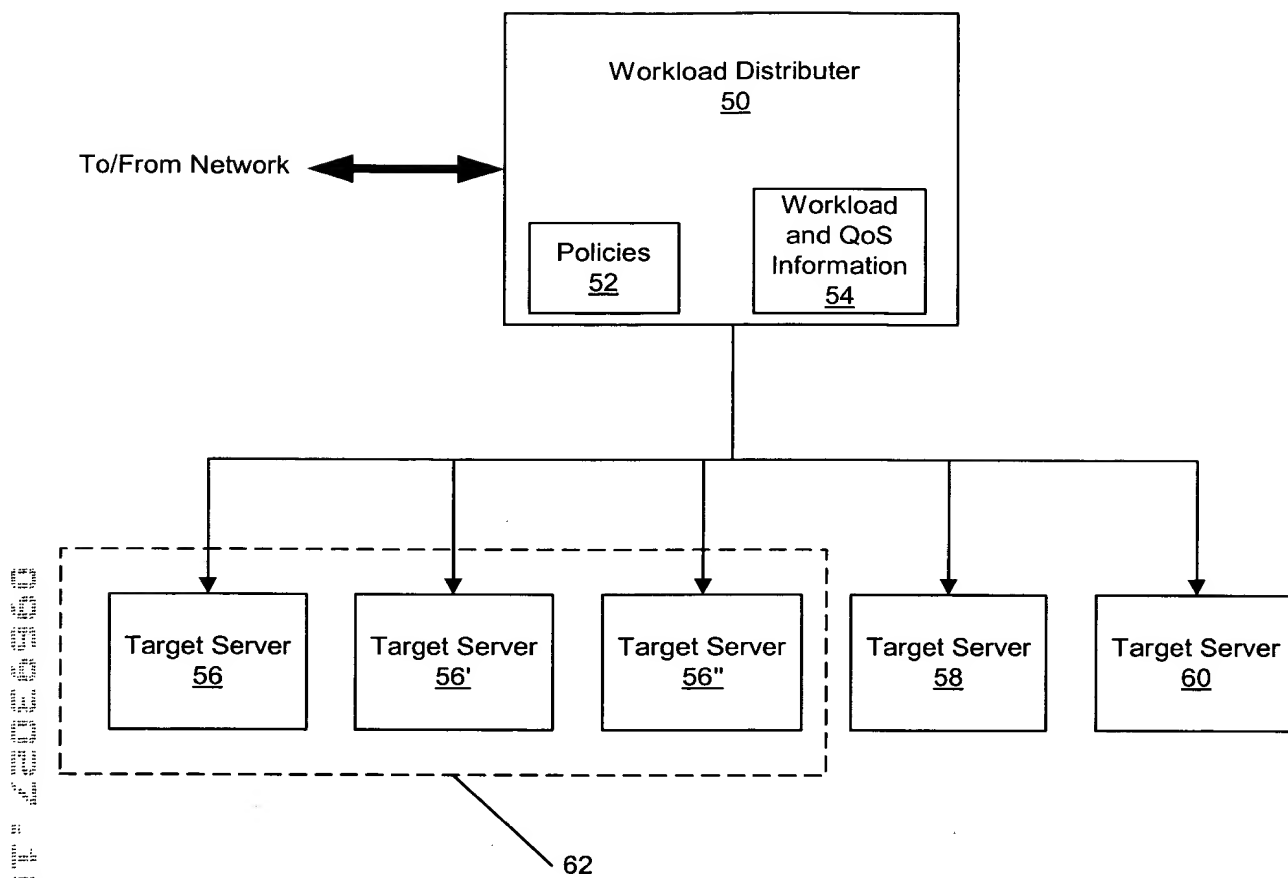 Workload Distributer
50
To/From Network
Policies
52
Workload
and QoS
Information
54
Target Server
56
Target Server
56'
Target Server
56"
Target Server
58
Target Server
60
62